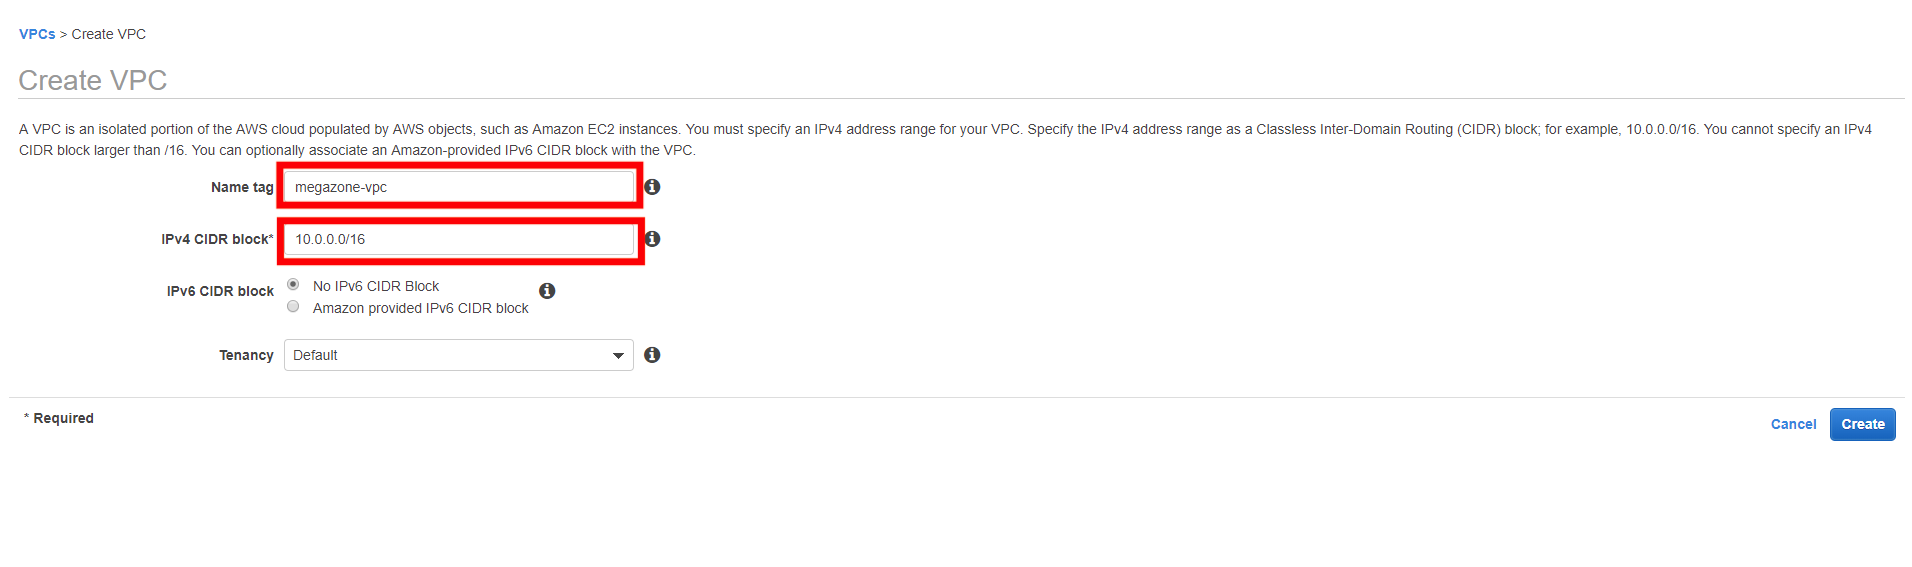 VPCs > Create VPC
Create VPC
A VPC is an isolated portion of the AWS cloud populated by AWS objects, such as Amazon EC2 instances. You must specify an IPv4 address range for your VPC. Specify the IPv4 address range as a Classless Inter-Domain Routing (CIDR) block; for example, 10.0.0.0/16. You cannot specify an IPv4
CIDR block larger than /16. You can optionally associate an Amazon-provided IPv6 CIDR block with the VPC.
Name tag megazone-vpc
IPv4 CIDR block* 10.0.0.0/16
IPv6 CIDR block No IPv6 CIDR Block
Amazon provided IPv6 CIDR block
Tenancy Default
* Required
Cancel Create